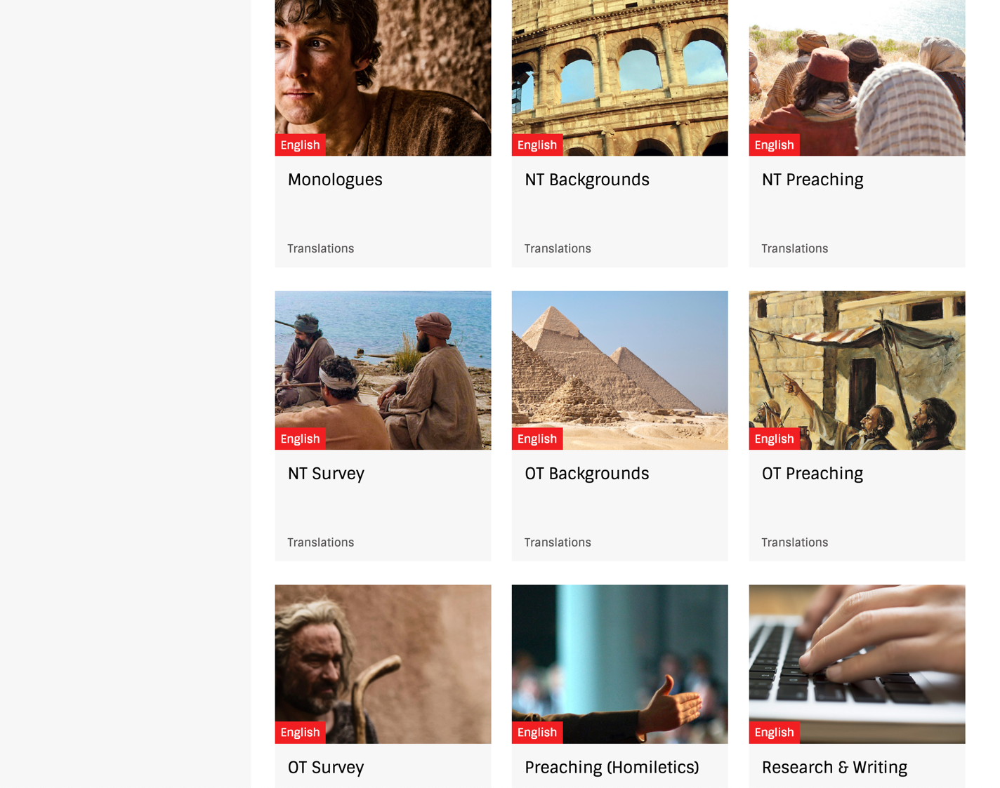 English
English
English
Monologues
NT Backgrounds
NT Preaching
Translations
Translations
Translations
English
English
English
NT Survey
OT Backgrounds
OT Preaching
Translations
Translations
Translations
English
English
English
OT Survey
Preaching (Homiletics)
Research & Writing